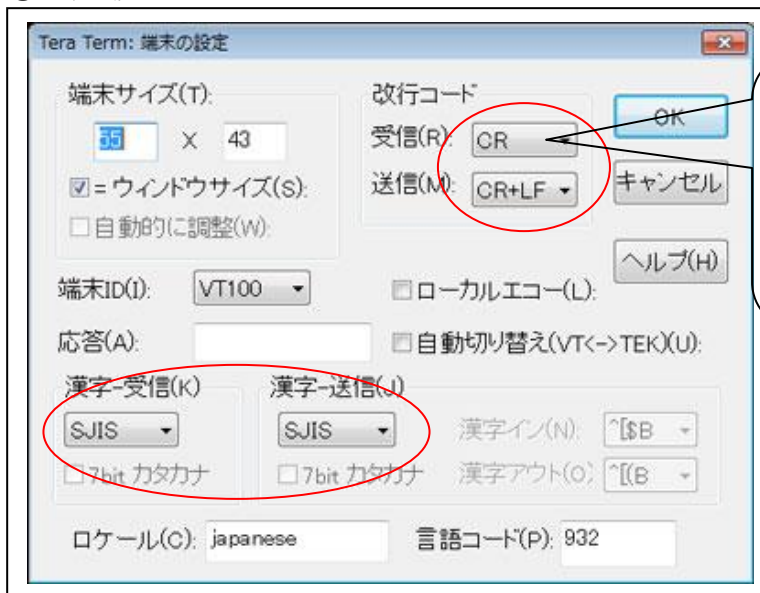 Tera Term: 端末の設定
端末サイズ(T):
55 X 43
☑=ウィンドウサイズ(S):
□自動的に調整(W):
改行コード
受信(R): CR
送信(M): CR+LF
OK
キャンセル
ヘルプ(H)
端末ID(I): VT100
□ローカルエコー(L):
応答(A):
□自動切り替え(VT<->TEK)(U):
漢字-受信(K)
SJIS
□7bit カタカナ
漢字-送信(J)
SJIS
□7bit カタカナ
漢字イン(N): ^[$B
漢字アウト(O): ^[(B
ロケール(C): japanese
言語コード(P): 932